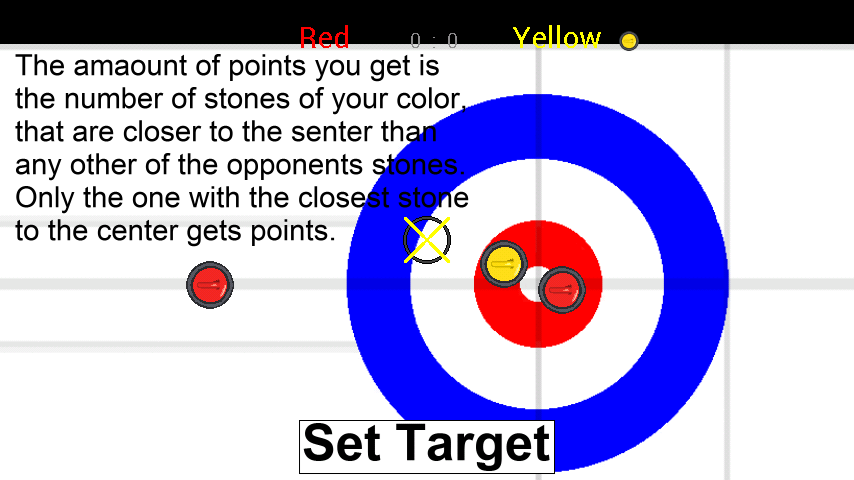 Red 0 : 0 Yellow
The amaount of points you get is
the number of stones of your color,
that are closer to the senter than
any other of the opponents stones.
Only the one with the closest stone
to the center gets points.
Set Target